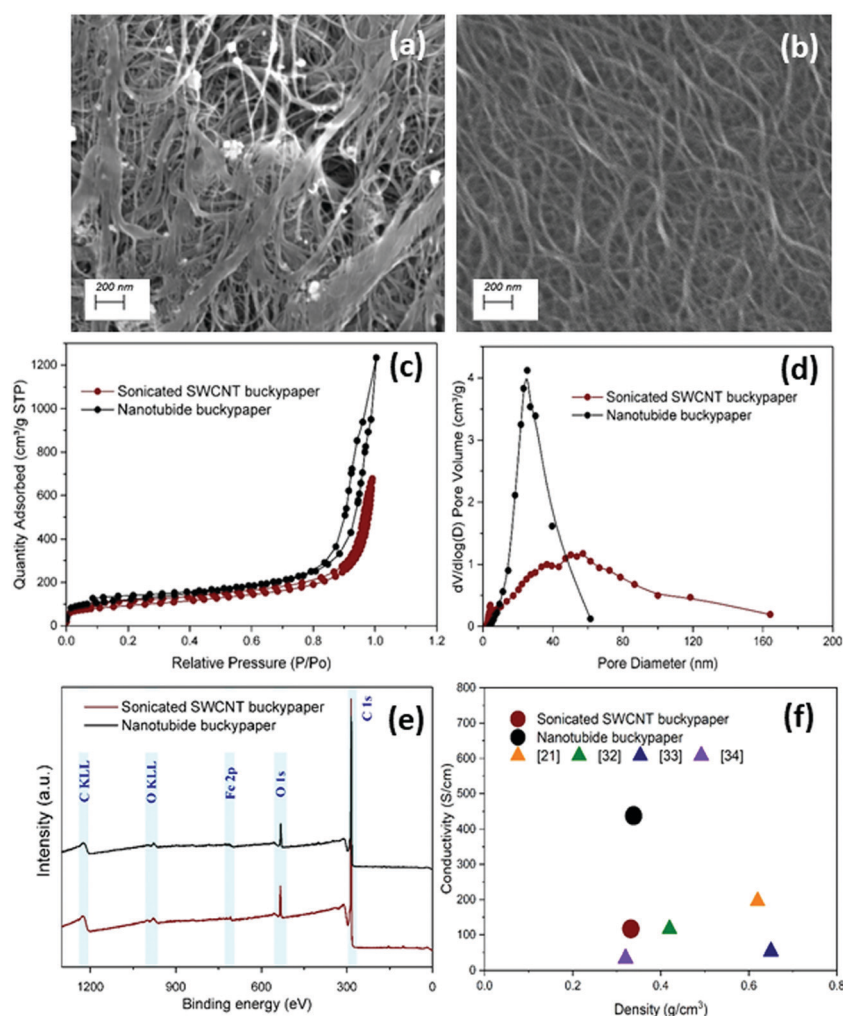 (a)
200 nm
(b)
200 nm
(c)
Sonicated SWCNT buckypaper
Nanotubide buckypaper
Quantity Adsorbed (cm³/g STP)
1200
1000
800
600
400
200
0
0.0 0.2 0.4 0.6 0.8 1.0 1.2
Relative Pressure (P/Po)
(d)
Sonicated SWCNT buckypaper
Nanotubide buckypaper
dV/dlog(D) Pore Volume (cm³/g)
4
3
2
1
0
0 40 80 120 160 200
Pore Diameter (nm)
(e)
Sonicated SWCNT buckypaper
Nanotubide buckypaper
C KLL
O KLL
Fe 2p
O 1s
C 1s
Intensity (a.u.)
1200 900 600 300 0
Binding energy (eV)
(f)
Sonicated SWCNT buckypaper
Nanotubide buckypaper
[21] [32] [33] [34]
Conductivity (S/cm)
800
700
600
500
400
300
200
100
0
0.0 0.2 0.4 0.6 0.8
Density (g/cm³)